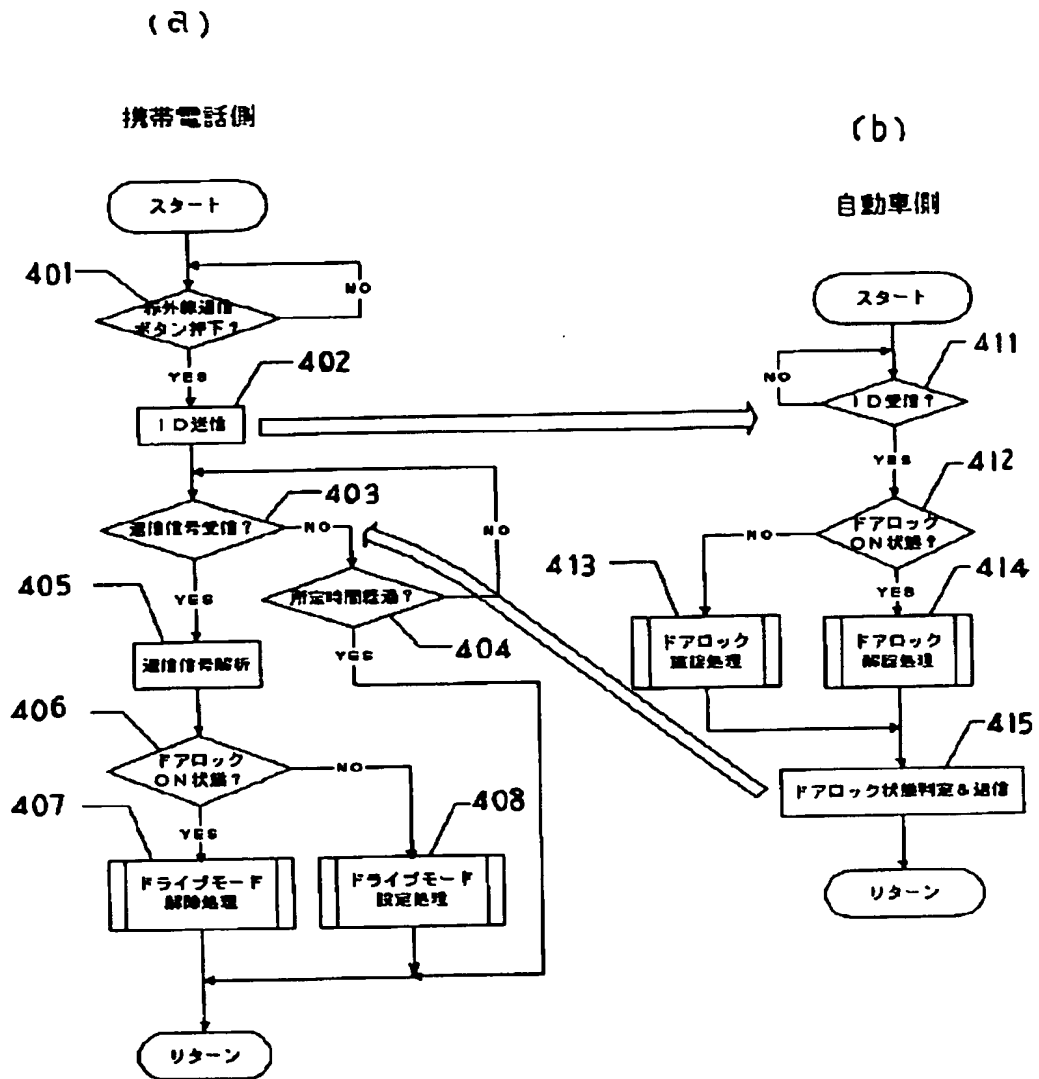 (a)
携帯電話側
スタート
401
赤外線通信
ボタン押下?
NO
YES
402
ID送信
403
返信信号受信?
NO
YES
404
所定時間経過?
NO
YES
405
返信信号解析
406
ドアロック
ON状態?
NO
YES
407
ドライブモード
解除処理
408
ドライブモード
設定処理
リターン
(b)
自動車側
スタート
411
ID受信?
NO
YES
412
ドアロック
ON状態?
NO
YES
413
ドアロック
施錠処理
414
ドアロック
解錠処理
415
ドアロック状態判定&返信
リターン